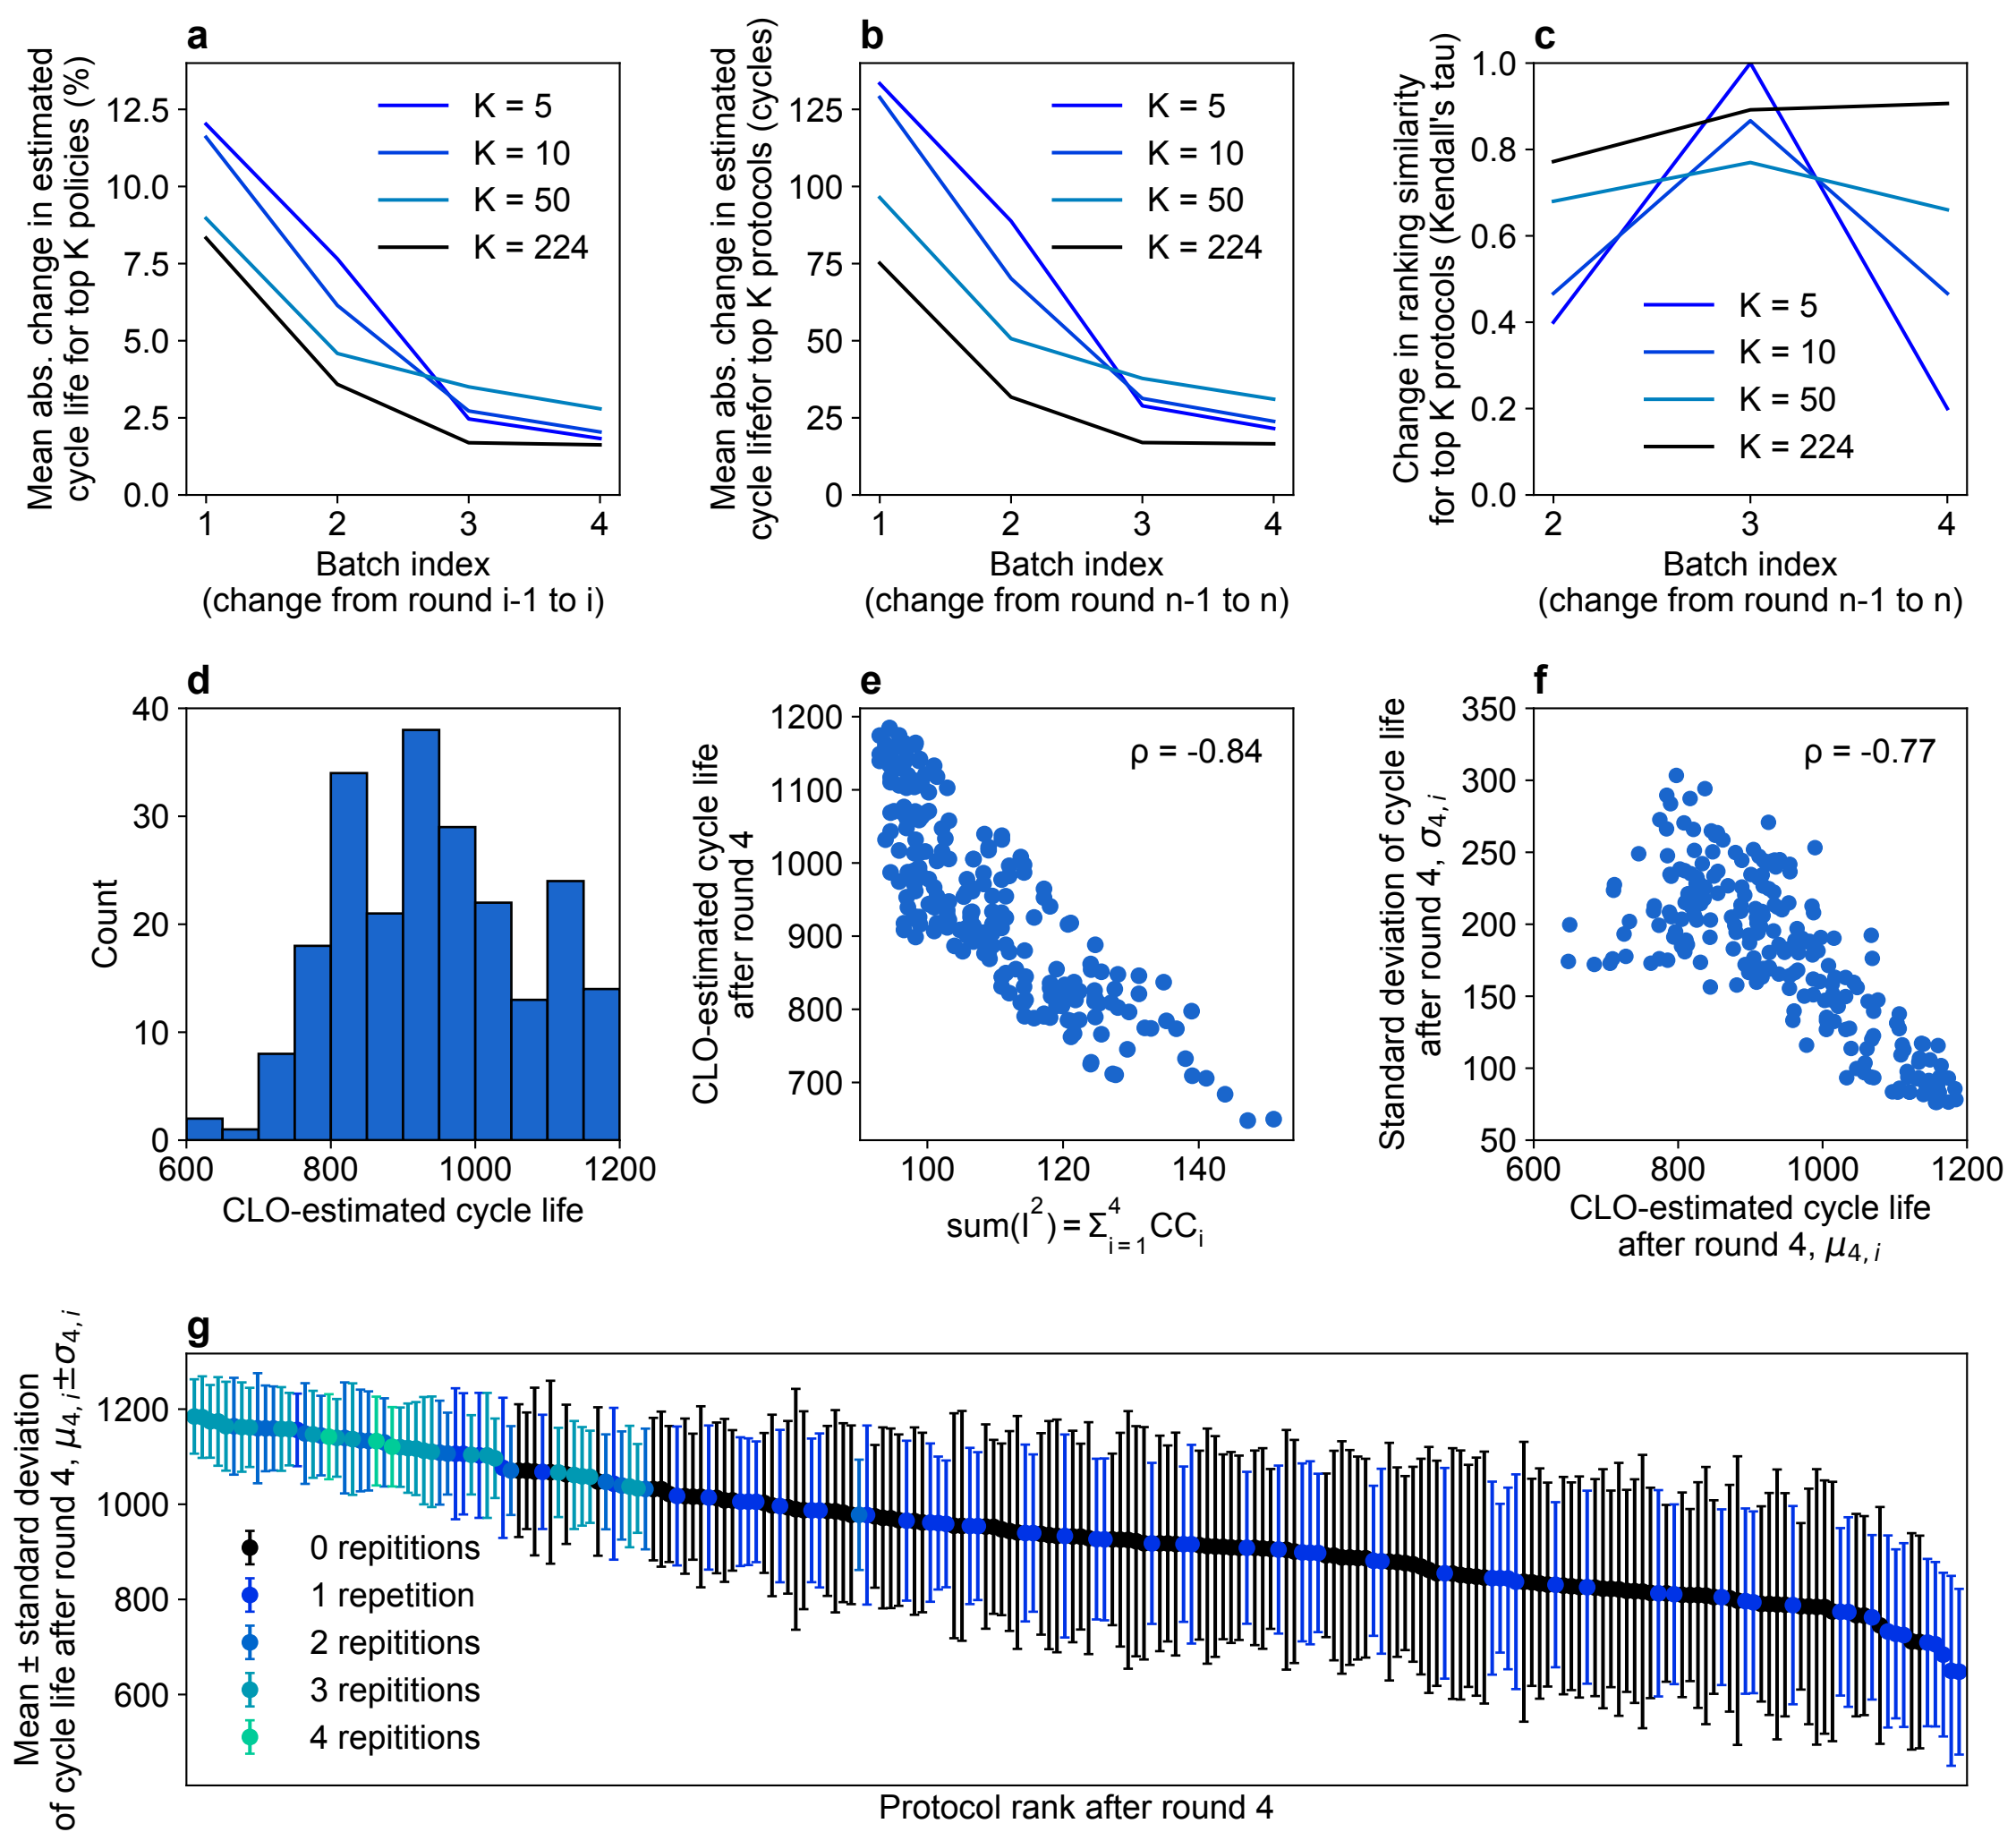 a
Mean abs. change in estimated
cycle life for top K policies (%)
12.5
10.0
7.5
5.0
2.5
0.0
K = 5
K = 10
K = 50
K = 224
1 2 3 4
Batch index
(change from round i-1 to i)
b
Mean abs. change in estimated
cycle lifefor top K protocols (cycles)
125
100
75
50
25
0
K = 5
K = 10
K = 50
K = 224
1 2 3 4
Batch index
(change from round n-1 to n)
c
Change in ranking similarity
for top K protocols (Kendall's tau)
1.0
0.8
0.6
0.4
0.2
0.0
K = 5
K = 10
K = 50
K = 224
2 3 4
Batch index
(change from round n-1 to n)
d
Count
40
30
20
10
0
600 800 1000 1200
CLO-estimated cycle life
e
CLO-estimated cycle life
after round 4
1200
1100
1000
900
800
700
ρ = -0.84
100 120 140
sum(I²) = Σ⁴ᵢ₌₁CCᵢ
f
Standard deviation of cycle life
after round 4, σ₄,ᵢ
350
300
250
200
150
100
50
ρ = -0.77
600 800 1000 1200
CLO-estimated cycle life
after round 4, μ₄,ᵢ
g
Mean ± standard deviation
of cycle life after round 4, μ₄,ᵢ±σ₄,ᵢ
1200
1000
800
600
0 repititions
1 repetition
2 repititions
3 repititions
4 repititions
Protocol rank after round 4